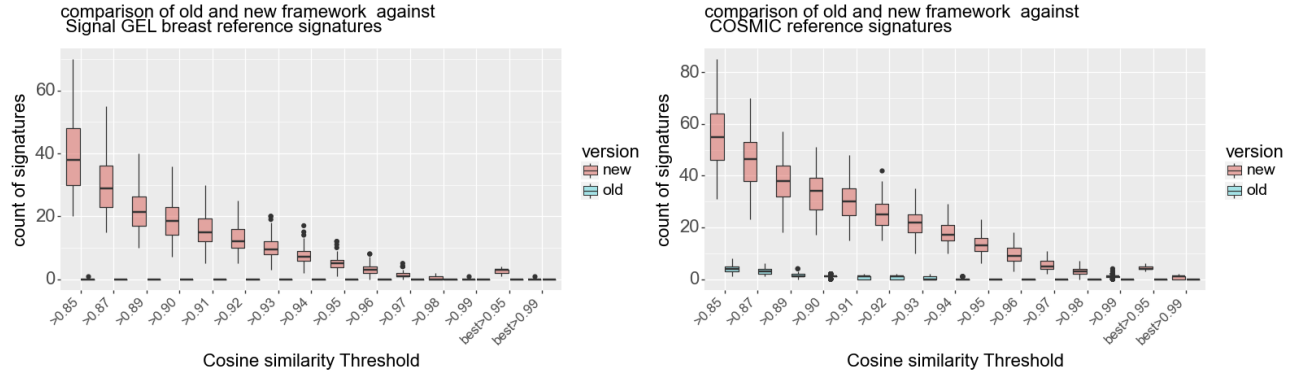 comparison of old and new framework against
Signal GEL breast reference signatures
count of signatures
60
40
20
0
>0.85
>0.87
>0.89
>0.90
>0.91
>0.92
>0.93
>0.94
>0.95
>0.96
>0.97
>0.98
>0.99
best>0.95
best>0.99
Cosine similarity Threshold
version
new
old
comparison of old and new framework against
COSMIC reference signatures
count of signatures
80
60
40
20
0
>0.85
>0.87
>0.89
>0.90
>0.91
>0.92
>0.93
>0.94
>0.95
>0.96
>0.97
>0.98
>0.99
best>0.95
best>0.99
Cosine similarity Threshold
version
new
old